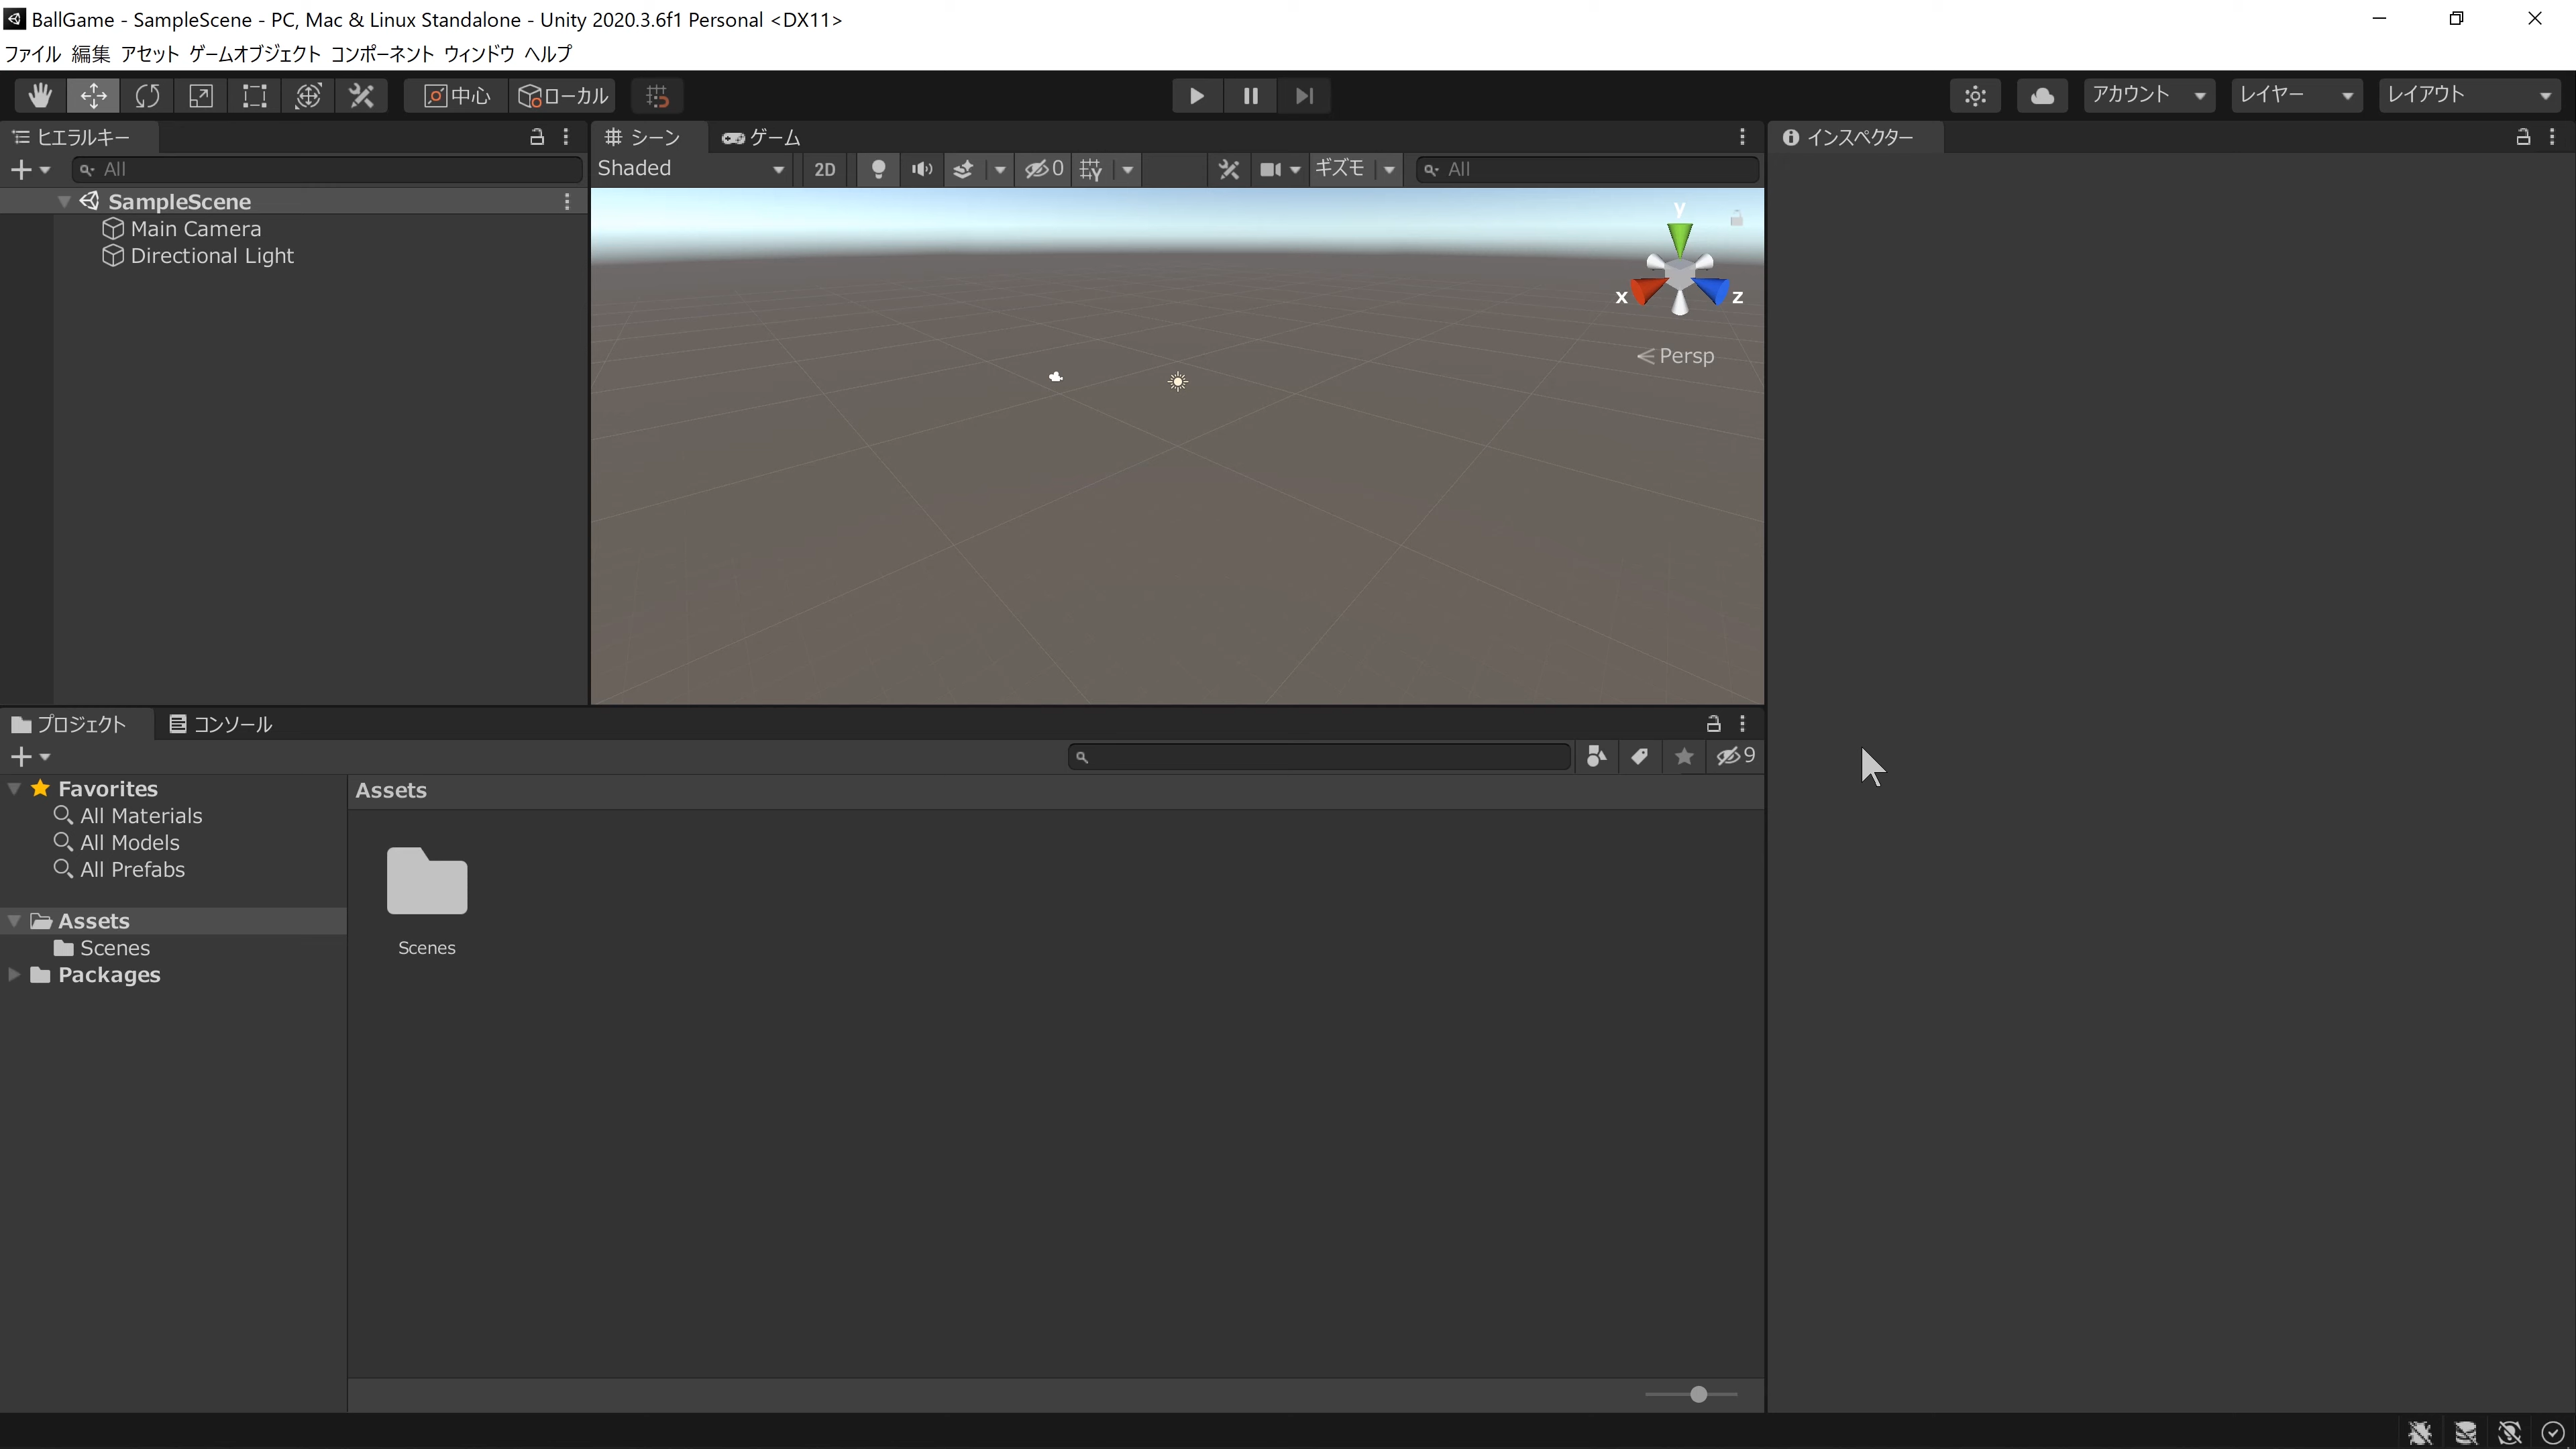 BallGame - SampleScene - PC, Mac & Linux Standalone - Unity 2020.3.6f1 Personal <DX11>
ファイル 編集 アセット ゲームオブジェクト コンポーネント ウィンドウ ヘルプ
中心 ローカル アカウント レイヤー レイアウト
ヒエラルキー シーン ゲーム インスペクター
All Shaded 2D 0 ギズモ All
SampleScene
Main Camera
Directional Light
y
x z
Persp
プロジェクト コンソール
9
Favorites
All Materials
All Models
All Prefabs
Assets
Scenes
Packages
Assets
Scenes